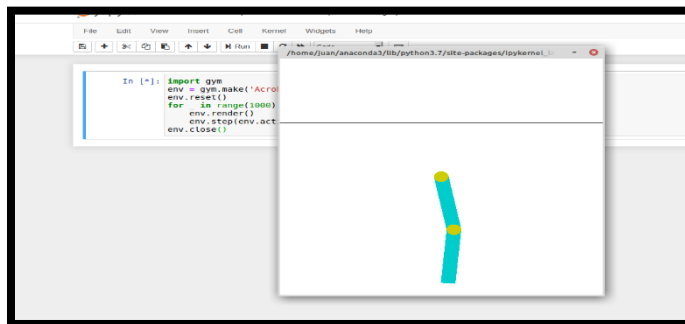 File Edit View Insert Cell Kernel Widgets Help
Run
/home/juan/anaconda3/lib/python3.7/site-packages/ipykernel_l
In [*]: import gym
env = gym.make('Acro
env.reset()
for _ in range(1000)
env.render()
env.step(env.act
env.close()